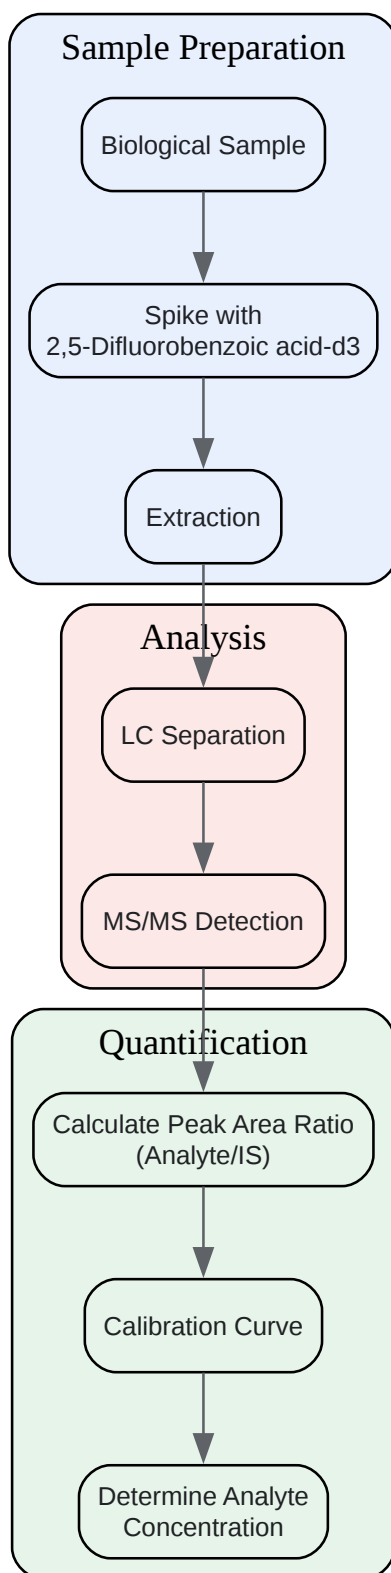 Sample Preparation
Biological Sample
Spike with
2,5-Difluorobenzoic acid-d3
Extraction
Analysis
LC Separation
MS/MS Detection
Quantification
Calculate Peak Area Ratio
(Analyte/IS)
Calibration Curve
Determine Analyte
Concentration